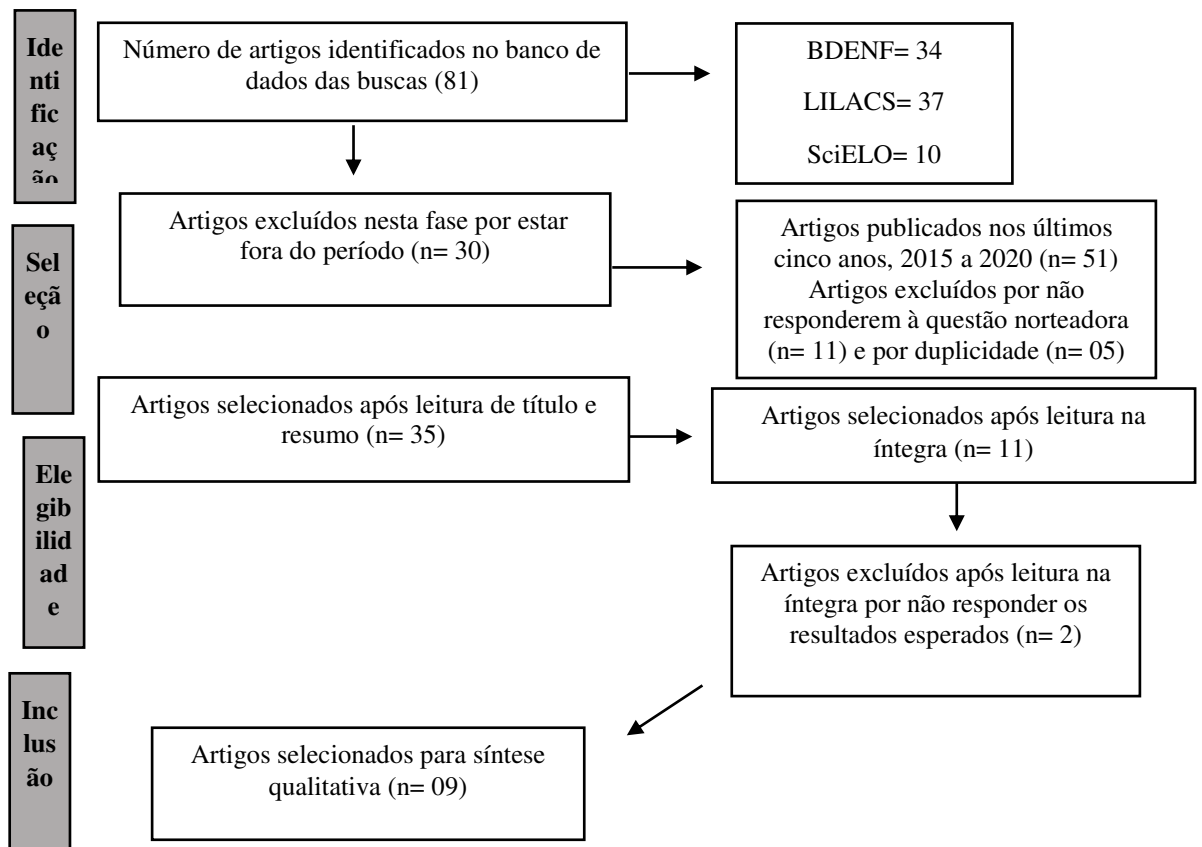 Ide
nti
fic
aç
ão
Número de artigos identificados no banco de
dados das buscas (81)
BDENF= 34
LILACS= 37
SciELO= 10
Sel
eçã
o
Artigos excluídos nesta fase por estar
fora do período (n= 30)
Artigos publicados nos últimos
cinco anos, 2015 a 2020 (n= 51)
Artigos excluídos por não
responderem à questão norteadora
(n= 11) e por duplicidade (n= 05)
Ele
gib
ilid
ad
e
Artigos selecionados após leitura de título e
resumo (n= 35)
Artigos selecionados após leitura na
íntegra (n= 11)
Artigos excluídos após leitura na
íntegra por não responder os
resultados esperados (n= 2)
Inc
lus
ão
Artigos selecionados para síntese
qualitativa (n= 09)